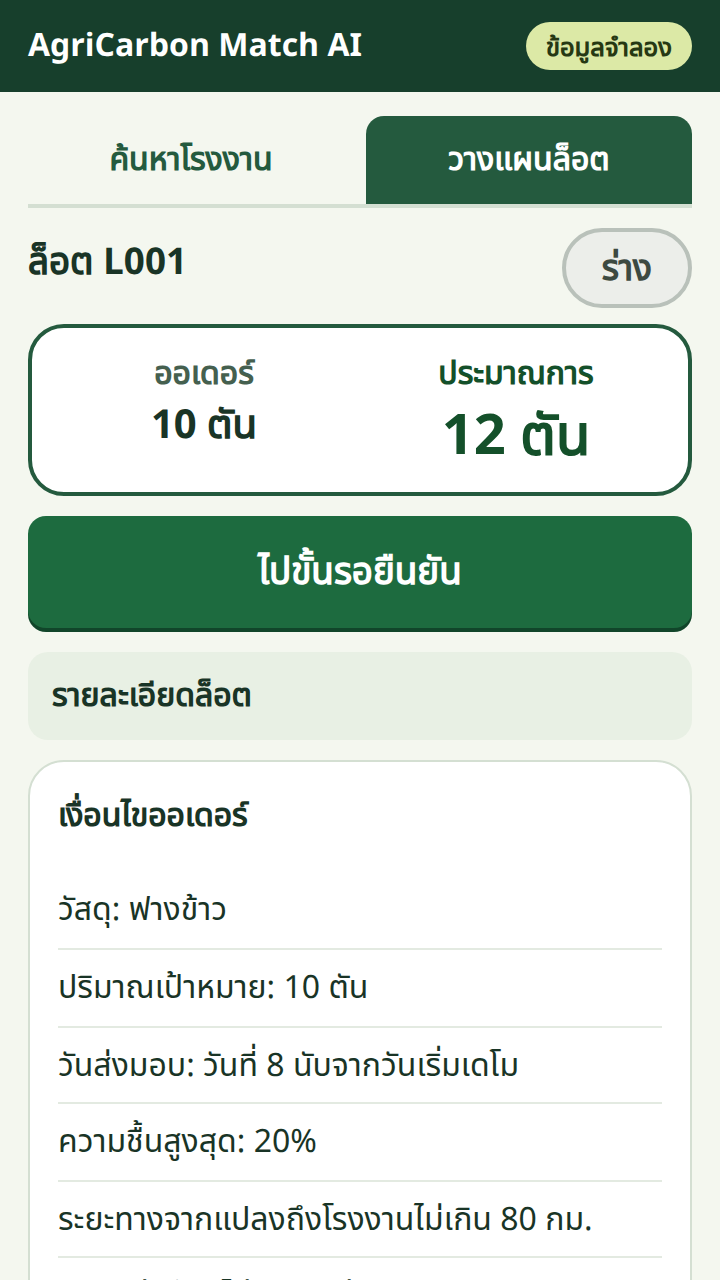 AgriCarbon Match AI
ข้อมูลจำลอง
ค้นหาโรงงาน
วางแผนล็อต
ล็อต L001
ร่าง
ออเดอร์
ประมาณการ
10 ตัน
12 ตัน
ไปขั้นรอยืนยัน
รายละเอียดล็อต
เงื่อนไขออเดอร์
วัสดุ: ฟางข้าว
ปริมาณเป้าหมาย: 10 ตัน
วันส่งมอบ: วันที่ 8 นับจากวันเริ่มเดโม
ความชื้นสูงสุด: 20%
ระยะทางจากแปลงถึงโรงงานไม่เกิน 80 กม.